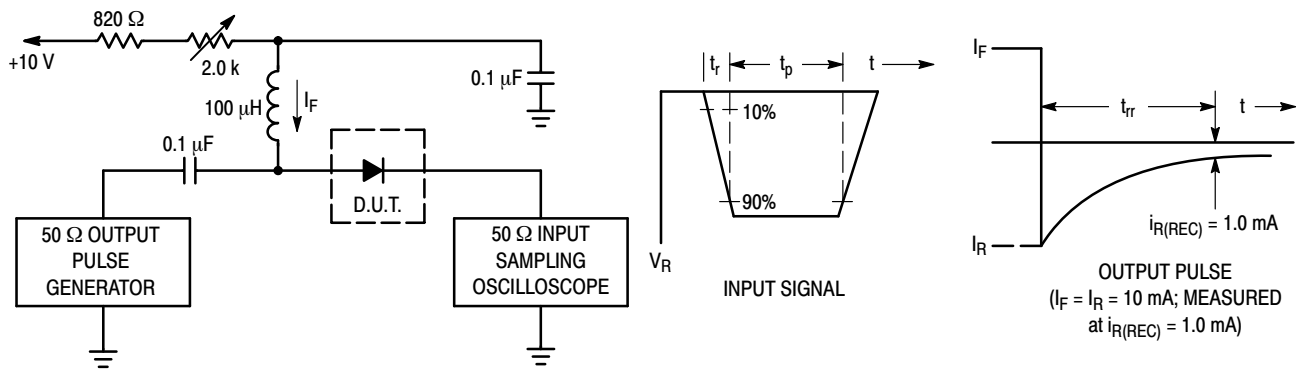 820 Ω
+10 V
2.0 k
100 μH
I_F
0.1 μF
0.1 μF
D.U.T.
50 Ω OUTPUT
PULSE
GENERATOR
50 Ω INPUT
SAMPLING
OSCILLOSCOPE
t_r
t_p
t
10%
90%
V_R
INPUT SIGNAL
I_F
t_rr
t
I_R
i_R(REC) = 1.0 mA
OUTPUT PULSE
(I_F = I_R = 10 mA; MEASURED
at i_R(REC) = 1.0 mA)